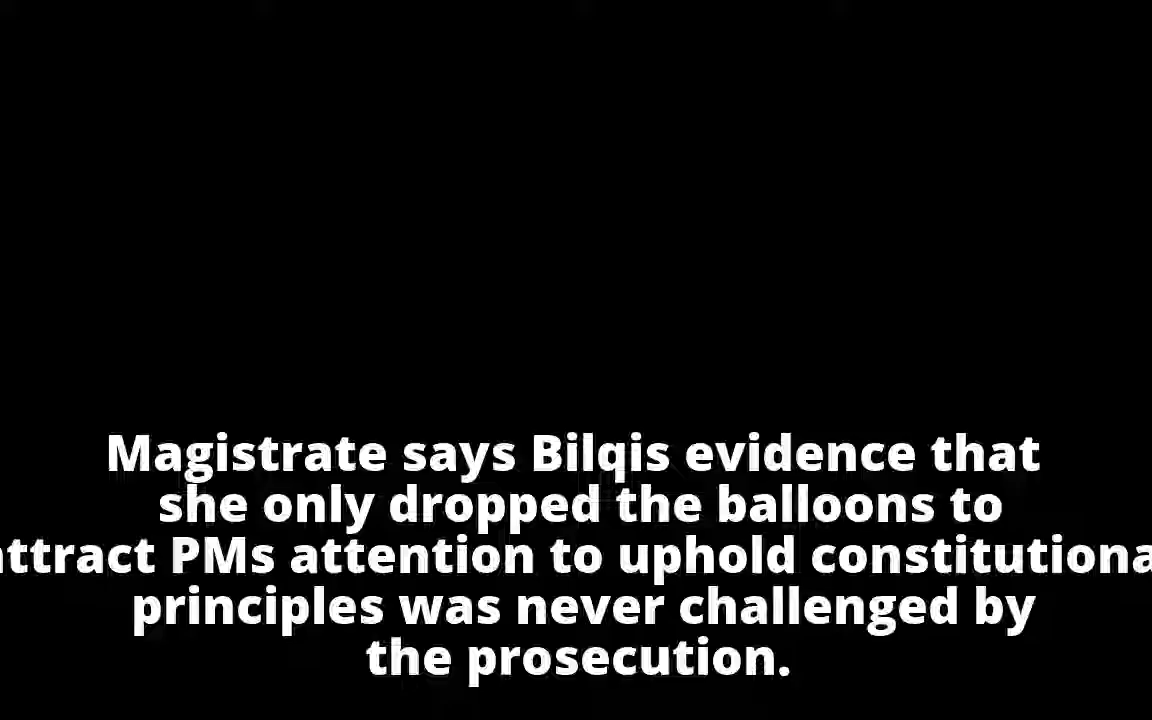 Magistrate says Bilqis evidence that
she only dropped the balloons to
attract PMs attention to uphold constitutiona
principles was never challenged by
the prosecution.